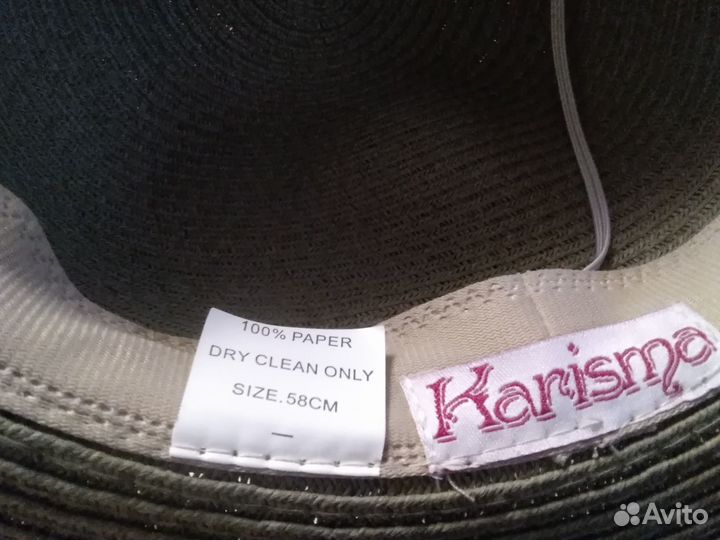 100% PAPER
DRY CLEAN ONLY
SIZE.58CM
Karisma
Avito